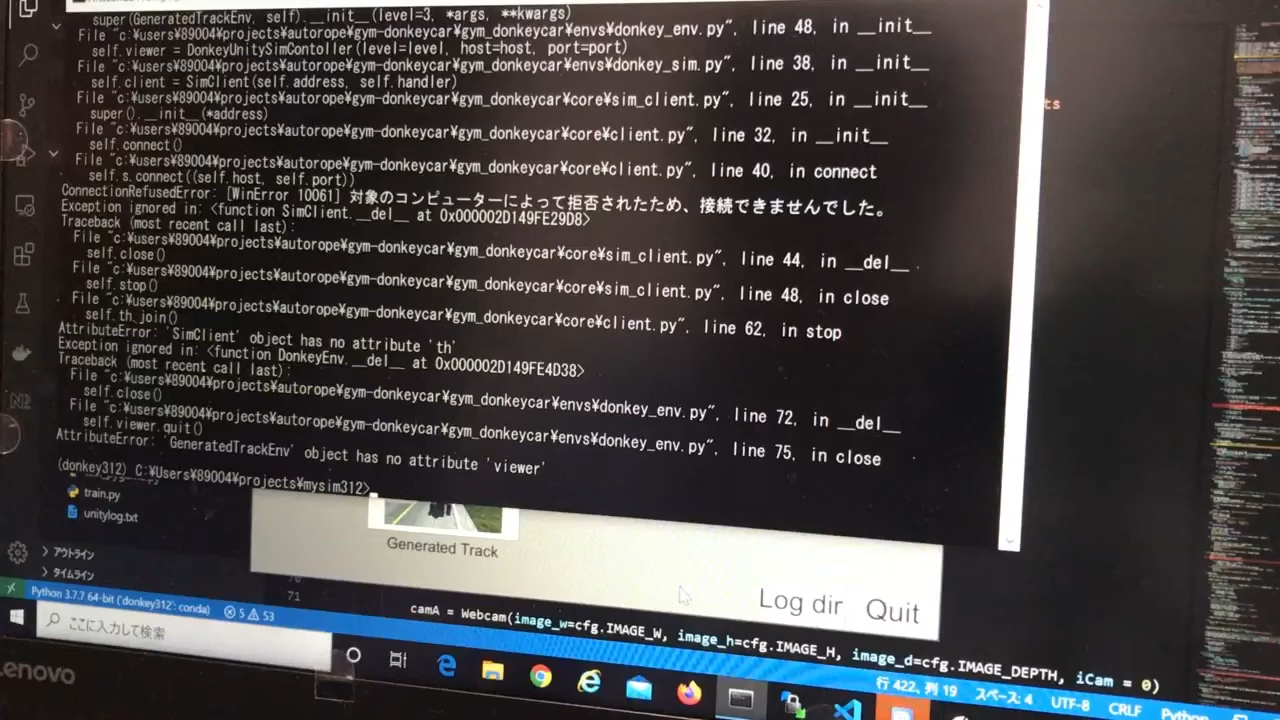 super(GeneratedTrackEnv, self).__init__(level=3, *args, **kwargs)
File "c:¥users¥89004¥projects¥autorope¥gym-donkeycar¥gym_donkeycar¥envs¥donkey_env.py", line 48, in __init__
self.viewer = DonkeyUnitySimContoller(level=level, host=host, port=port)
File "c:¥users¥89004¥projects¥autorope¥gym-donkeycar¥gym_donkeycar¥envs¥donkey_sim.py", line 38, in __init__
self.client = SimClient(self.address, self.handler)
File "c:¥users¥89004¥projects¥autorope¥gym-donkeycar¥gym_donkeycar¥core¥sim_client.py", line 25, in __init__
super().__init__(*address)
File "c:¥users¥89004¥projects¥autorope¥gym-donkeycar¥gym_donkeycar¥core¥client.py", line 32, in __init__
self.connect()
File "c:¥users¥89004¥projects¥autorope¥gym-donkeycar¥gym_donkeycar¥core¥client.py", line 40, in connect
self.s.connect((self.host, self.port))
ConnectionRefusedError: [WinError 10061] 対象のコンピューターによって拒否されたため、接続できませんでした。
Exception ignored in: <function SimClient.__del__ at 0x000002D149FE29D8>
Traceback (most recent call last):
File "c:¥users¥89004¥projects¥autorope¥gym-donkeycar¥gym_donkeycar¥core¥sim_client.py", line 44, in __del__
self.close()
File "c:¥users¥89004¥projects¥autorope¥gym-donkeycar¥gym_donkeycar¥core¥sim_client.py", line 48, in close
self.stop()
File "c:¥users¥89004¥projects¥autorope¥gym-donkeycar¥gym_donkeycar¥core¥client.py", line 62, in stop
self.th.join()
AttributeError: 'SimClient' object has no attribute 'th'
Exception ignored in: <function DonkeyEnv.__del__ at 0x000002D149FE4D38>
Traceback (most recent call last):
File "c:¥users¥89004¥projects¥autorope¥gym-donkeycar¥gym_donkeycar¥envs¥donkey_env.py", line 72, in __del__
self.close()
File "c:¥users¥89004¥projects¥autorope¥gym-donkeycar¥gym_donkeycar¥envs¥donkey_env.py", line 75, in close
self.viewer.quit()
AttributeError: 'GeneratedTrackEnv' object has no attribute 'viewer'
(donkey312) C:¥Users¥89004¥projects¥mysim312>
ts
train.py
unitylog.txt
Generated Track
Log dir Quit
アウトライン
タイムライン
71
camA = Webcam(image_w=cfg.IMAGE_W, image_h=cfg.IMAGE_H, image_d=cfg.IMAGE_DEPTH, iCam = 0)
Python 3.7.7 64-bit ('donkey312': conda) 5 53
行 422、列 19 スペース: 4 UTF-8 CRLF Python
ここに入力して検索
Lenovo